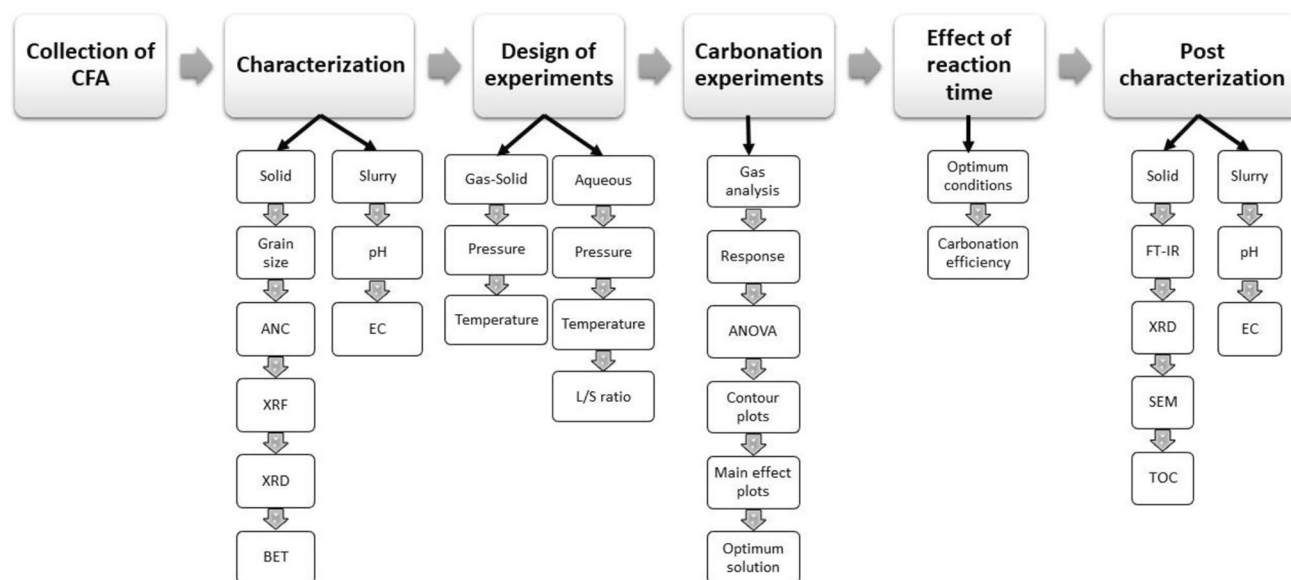 Collection of
CFA
Characterization
Design of
experiments
Carbonation
experiments
Effect of
reaction
time
Post
characterization
Solid
Grain
size
ANC
XRF
XRD
BET
Slurry
pH
EC
Gas-Solid
Pressure
Temperature
Aqueous
Pressure
Temperature
L/S ratio
Gas
analysis
Response
ANOVA
Contour
plots
Main effect
plots
Optimum
solution
Optimum
conditions
Carbonation
efficiency
Solid
FT-IR
XRD
SEM
TOC
Slurry
pH
EC